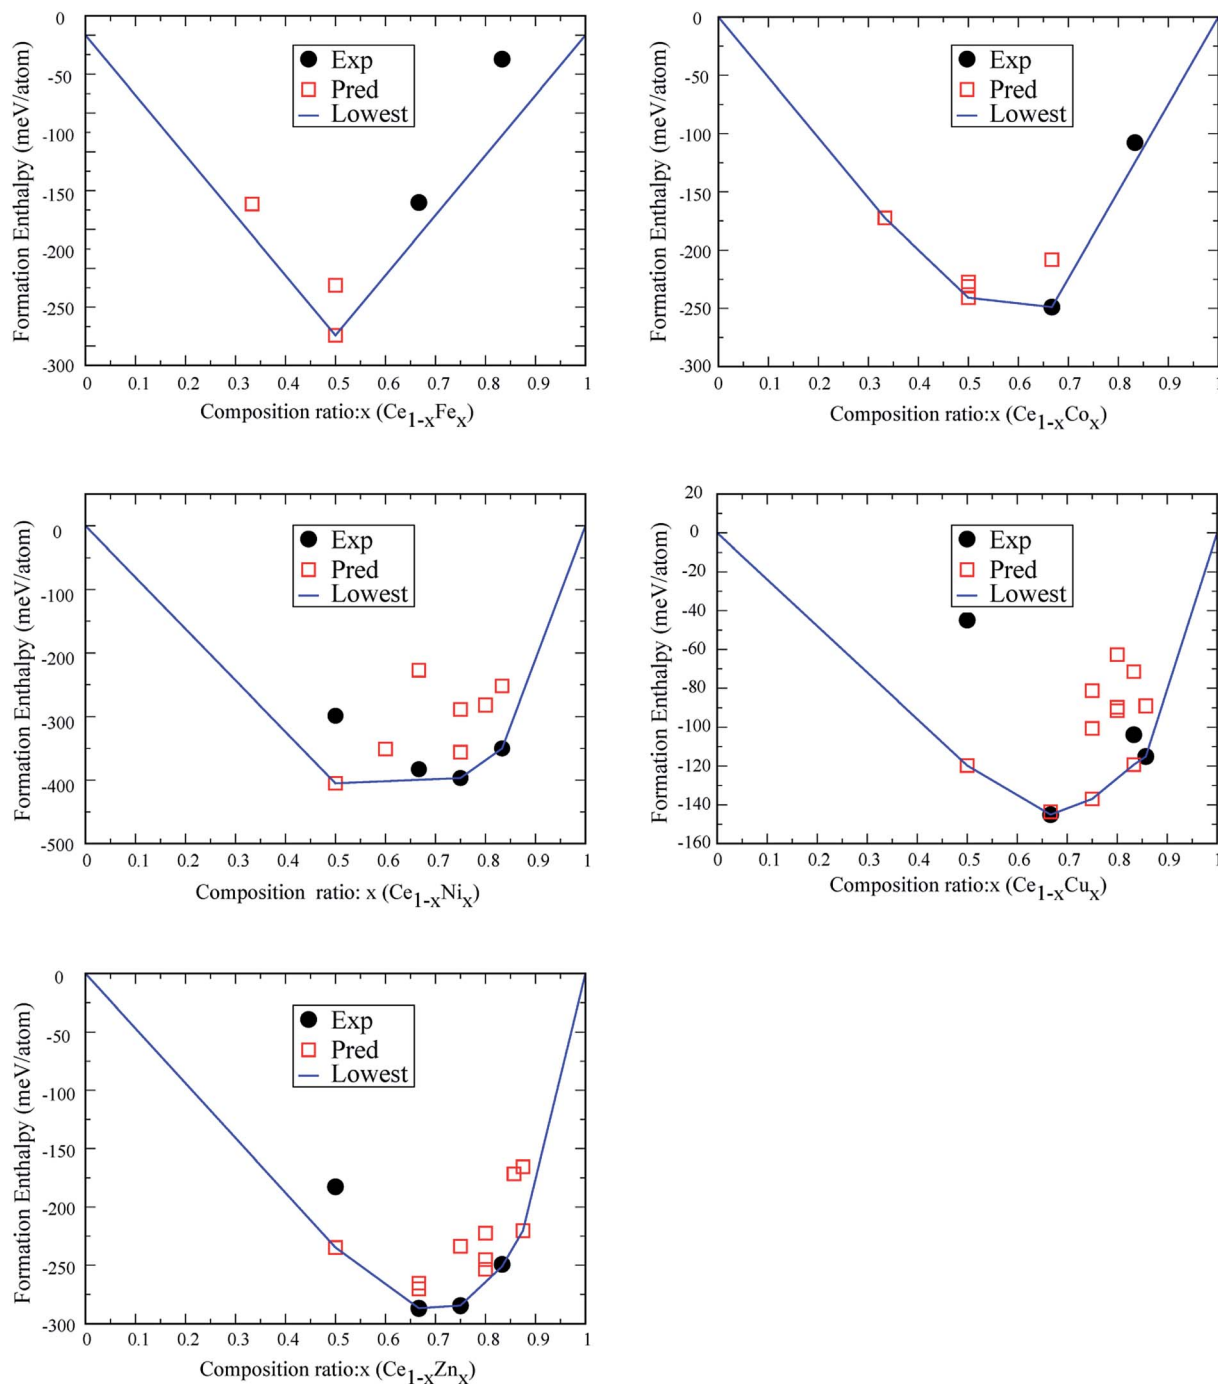 0
-50
-100
-150
-200
-250
-300
Formation Enthalpy (meV/atom)
Exp
Pred
Lowest
0 0.1 0.2 0.3 0.4 0.5 0.6 0.7 0.8 0.9 1
Composition ratio:x (Ce1-xFex)
0
-50
-100
-150
-200
-250
-300
Formation Enthalpy (meV/atom)
Exp
Pred
Lowest
0 0.1 0.2 0.3 0.4 0.5 0.6 0.7 0.8 0.9 1
Composition ratio:x (Ce1-xCox)
0
-100
-200
-300
-400
-500
Formation Enthalpy (meV/atom)
Exp
Pred
Lowest
0 0.1 0.2 0.3 0.4 0.5 0.6 0.7 0.8 0.9 1
Composition ratio: x (Ce1-xNix)
20
0
-20
-40
-60
-80
-100
-120
-140
-160
Formation Enthalpy (meV/atom)
Exp
Pred
Lowest
0 0.1 0.2 0.3 0.4 0.5 0.6 0.7 0.8 0.9 1
Composition ratio:x (Ce1-xCux)
0
-50
-100
-150
-200
-250
-300
Formation Enthalpy (meV/atom)
Exp
Pred
Lowest
0 0.1 0.2 0.3 0.4 0.5 0.6 0.7 0.8 0.9 1
Composition ratio:x (Ce1-xZnx)